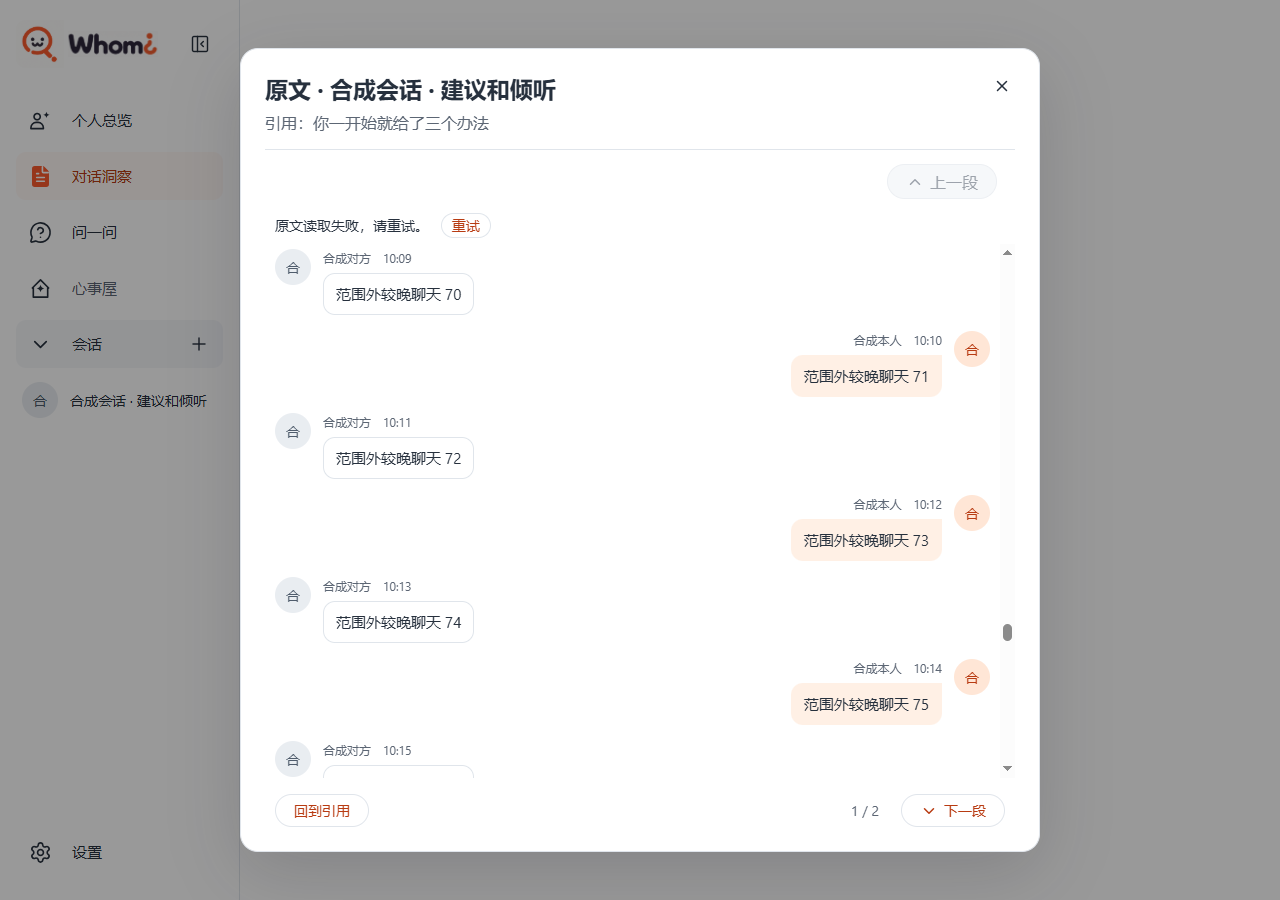 Whomi
个人总览
对话洞察
问一问
心事屋
会话
合 合成会话 · 建议和倾听
设置
原文 · 合成会话 · 建议和倾听
引用：你一开始就给了三个办法
上一段
原文读取失败，请重试。 重试
合 合成对方 10:09
范围外较晚聊天 70
合成本人 10:10 合
范围外较晚聊天 71
合 合成对方 10:11
范围外较晚聊天 72
合成本人 10:12 合
范围外较晚聊天 73
合 合成对方 10:13
范围外较晚聊天 74
合成本人 10:14 合
范围外较晚聊天 75
合 合成对方 10:15
回到引用 1 / 2 下一段